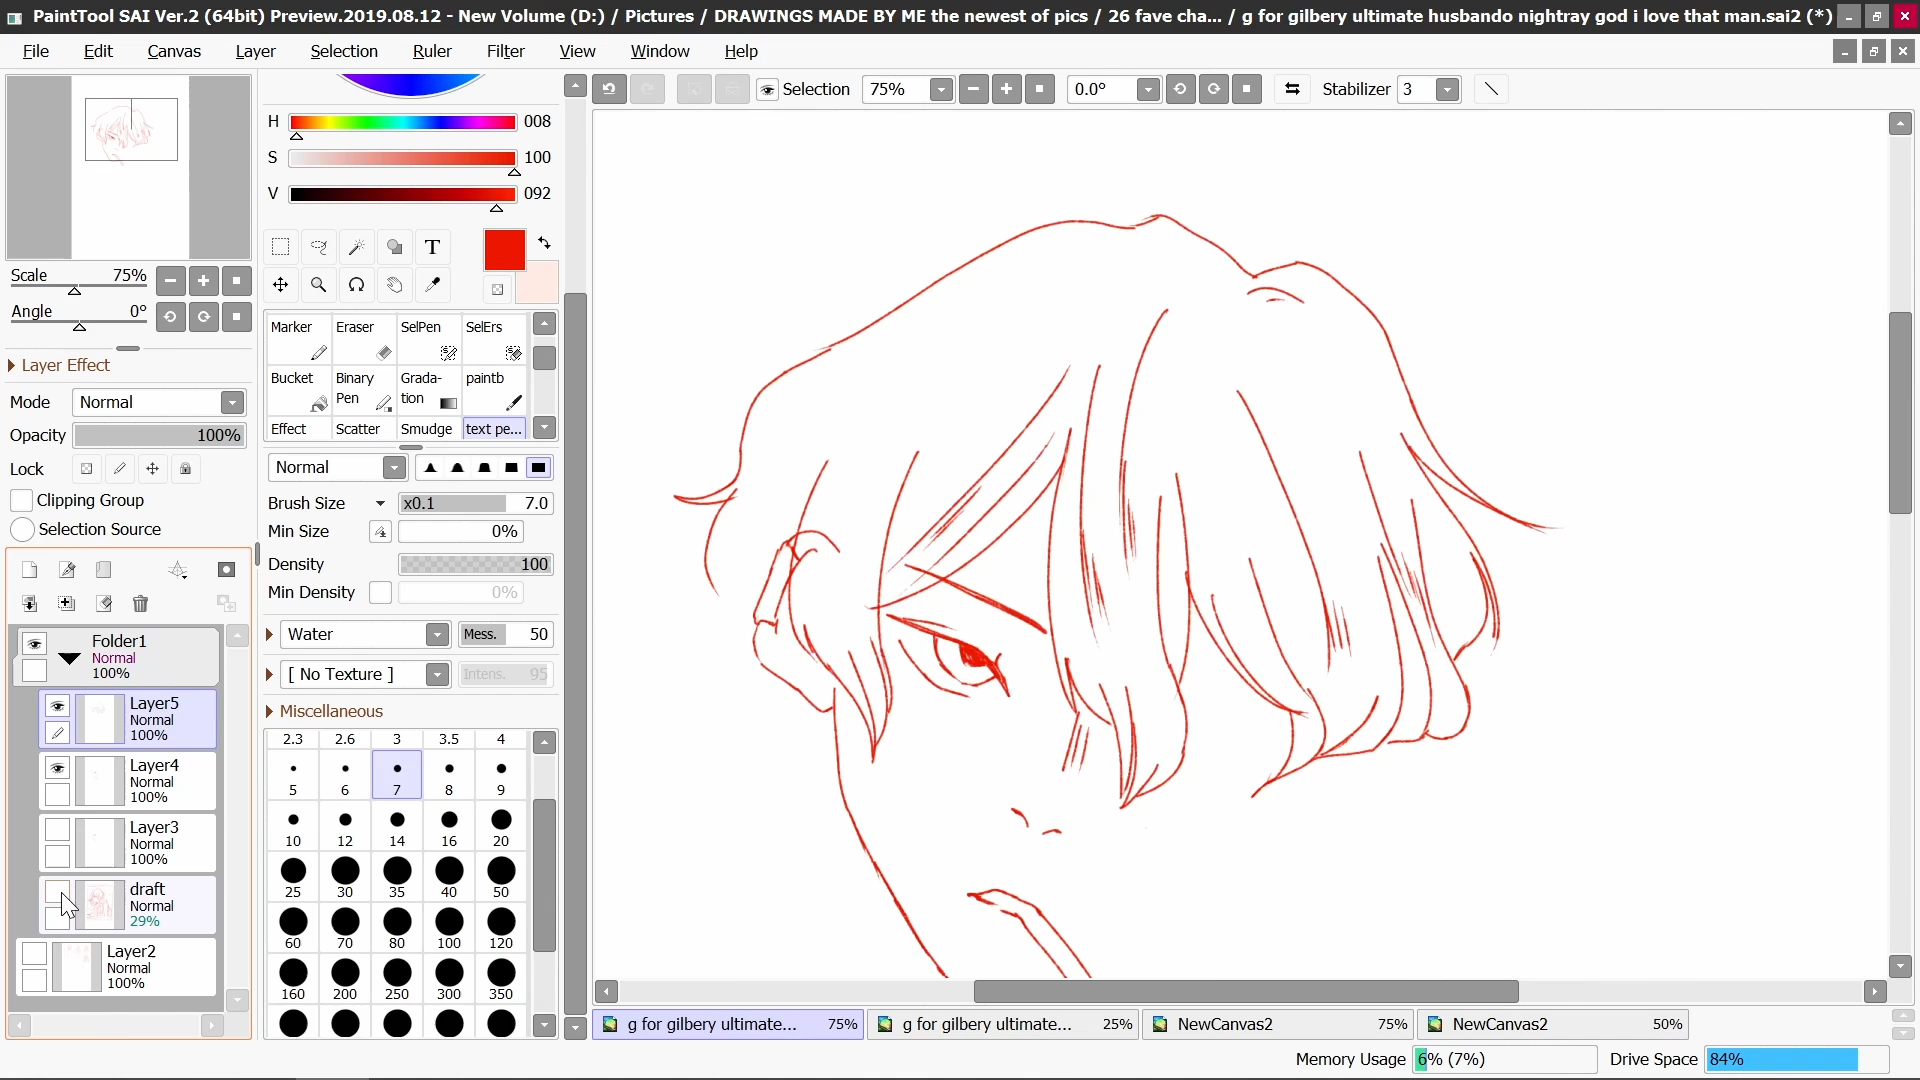 PaintTool SAI Ver.2 (64bit) Preview.2019.08.12 - New Volume (D:) / Pictures / DRAWINGS MADE BY ME the newest of pics / 26 fave cha... / g for gilbery ultimate husbando nightray god i love that man.sai2 (*)
File Edit Canvas Layer Selection Ruler Filter View Window Help
Selection 75% 0.0° Stabilizer 3
Scale 75%
Angle 0°
Layer Effect
Mode Normal
Opacity 100%
Lock
Clipping Group
Selection Source
Folder1
Normal
100%
Layer5
Normal
100%
Layer4
Normal
100%
Layer3
Normal
100%
draft
Normal
29%
Layer2
Normal
100%
H 008
S 100
V 092
T
Marker Eraser SelPen SelErs
Bucket Binary Pen Grada-tion paintb
Effect Scatter Smudge text pe...
Normal
Brush Size x0.1 7.0
Min Size 0%
Density 100
Min Density 0%
Water Mess. 50
[ No Texture ] Intens. 95
Miscellaneous
2.3 2.6 3 3.5 4
5 6 7 8 9
10 12 14 16 20
25 30 35 40 50
60 70 80 100 120
160 200 250 300 350
g for gilbery ultimate... 75% g for gilbery ultimate... 25% NewCanvas2 75% NewCanvas2 50%
Memory Usage 6% (7%) Drive Space 84%